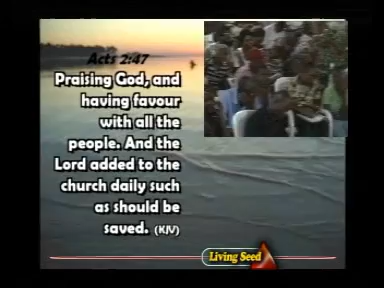 Acts 2:47
Praising God, and
having favour
with all the
people. And the
Lord added to the
church daily such
as should be
saved. (KJV)
Living Seed